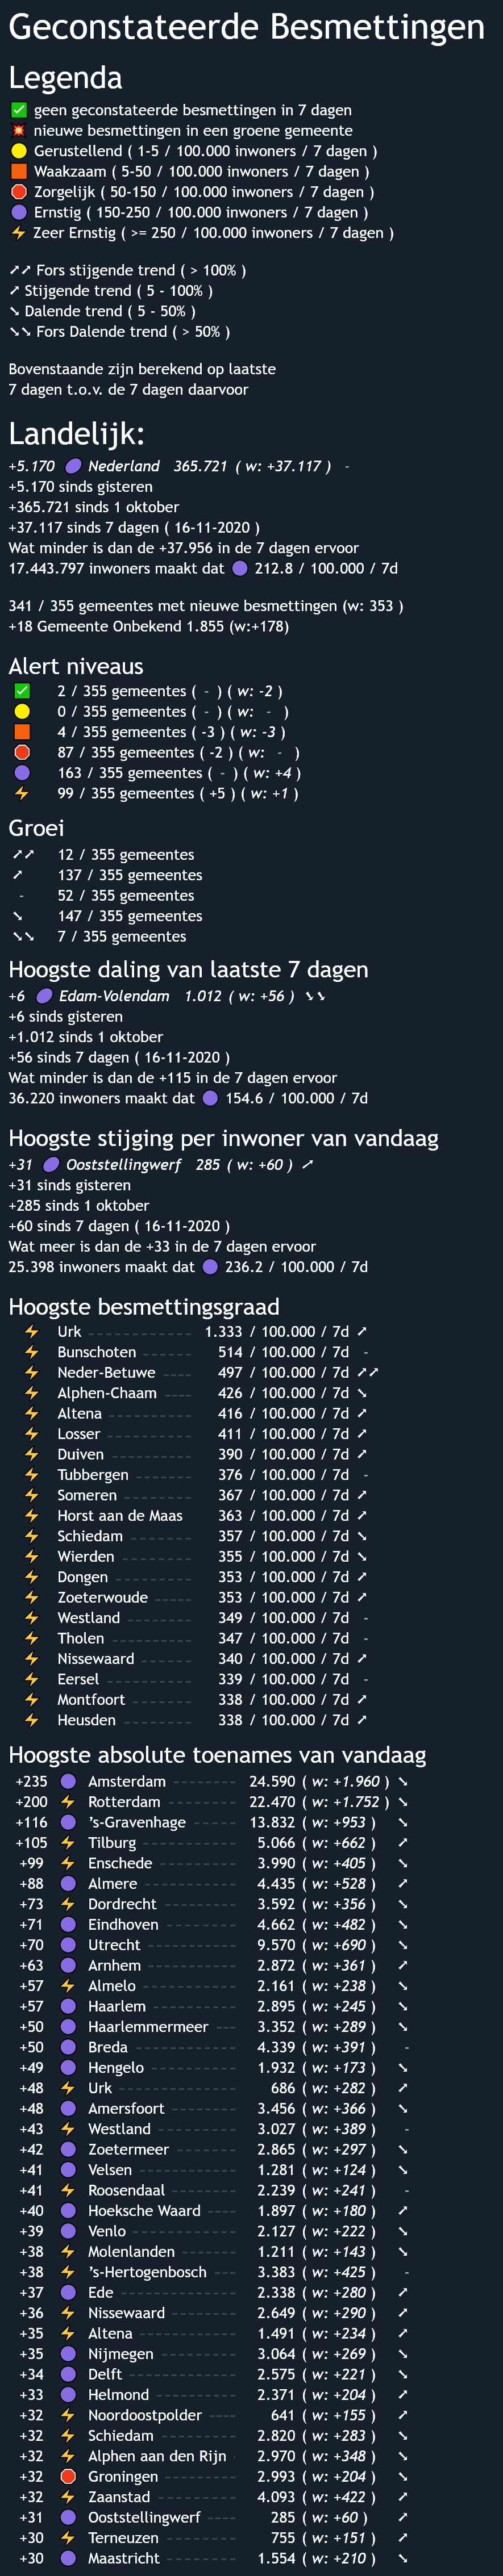 Geconstateerde Besmettingen
Legenda
✅ geen geconstateerde besmettingen in 7 dagen
💥 nieuwe besmettingen in een groene gemeente
🟡 Gerustellend ( 1-5 / 100.000 inwoners / 7 dagen )
🟧 Waakzaam ( 5-50 / 100.000 inwoners / 7 dagen )
🛑 Zorgelijk ( 50-150 / 100.000 inwoners / 7 dagen )
🟣 Ernstig ( 150-250 / 100.000 inwoners / 7 dagen )
⚡ Zeer Ernstig ( >= 250 / 100.000 inwoners / 7 dagen )
➚➚ Fors stijgende trend ( > 100% )
➚ Stijgende trend ( 5 - 100% )
➘ Dalende trend ( 5 - 50% )
➘➘ Fors Dalende trend ( > 50% )
Bovenstaande zijn berekend op laatste
7 dagen t.o.v. de 7 dagen daarvoor
Landelijk:
+5.170 🟣 Nederland 365.721 ( w: +37.117 ) -
+5.170 sinds gisteren
+365.721 sinds 1 oktober
+37.117 sinds 7 dagen ( 16-11-2020 )
Wat minder is dan de +37.956 in de 7 dagen ervoor
17.443.797 inwoners maakt dat 🟣 212.8 / 100.000 / 7d
341 / 355 gemeentes met nieuwe besmettingen (w: 353 )
+18 Gemeente Onbekend 1.855 (w:+178)
Alert niveaus
✅ 2 / 355 gemeentes ( - ) ( w: -2 )
🟡 0 / 355 gemeentes ( - ) ( w: - )
🟧 4 / 355 gemeentes ( -3 ) ( w: -3 )
🛑 87 / 355 gemeentes ( -2 ) ( w: - )
🟣 163 / 355 gemeentes ( - ) ( w: +4 )
⚡ 99 / 355 gemeentes ( +5 ) ( w: +1 )
Groei
➚➚ 12 / 355 gemeentes
➚ 137 / 355 gemeentes
- 52 / 355 gemeentes
➘ 147 / 355 gemeentes
➘➘ 7 / 355 gemeentes
Hoogste daling van laatste 7 dagen
+6 🟣 Edam-Volendam 1.012 ( w: +56 ) ➘➘
+6 sinds gisteren
+1.012 sinds 1 oktober
+56 sinds 7 dagen ( 16-11-2020 )
Wat minder is dan de +115 in de 7 dagen ervoor
36.220 inwoners maakt dat 🟣 154.6 / 100.000 / 7d
Hoogste stijging per inwoner van vandaag
+31 🟣 Ooststellingwerf 285 ( w: +60 ) ➚
+31 sinds gisteren
+285 sinds 1 oktober
+60 sinds 7 dagen ( 16-11-2020 )
Wat meer is dan de +33 in de 7 dagen ervoor
25.398 inwoners maakt dat 🟣 236.2 / 100.000 / 7d
Hoogste besmettingsgraad
⚡ Urk 1.333 / 100.000 / 7d ➚
⚡ Bunschoten 514 / 100.000 / 7d -
⚡ Neder-Betuwe 497 / 100.000 / 7d ➚➚
⚡ Alphen-Chaam 426 / 100.000 / 7d ➘
⚡ Altena 416 / 100.000 / 7d ➚
⚡ Losser 411 / 100.000 / 7d ➚
⚡ Duiven 390 / 100.000 / 7d ➚
⚡ Tubbergen 376 / 100.000 / 7d -
⚡ Someren 367 / 100.000 / 7d ➚
⚡ Horst aan de Maas 363 / 100.000 / 7d ➚
⚡ Schiedam 357 / 100.000 / 7d ➘
⚡ Wierden 355 / 100.000 / 7d ➘
⚡ Dongen 353 / 100.000 / 7d ➚
⚡ Zoeterwoude 353 / 100.000 / 7d ➚
⚡ Westland 349 / 100.000 / 7d -
⚡ Tholen 347 / 100.000 / 7d -
⚡ Nissewaard 340 / 100.000 / 7d ➚
⚡ Eersel 339 / 100.000 / 7d -
⚡ Montfoort 338 / 100.000 / 7d ➚
⚡ Heusden 338 / 100.000 / 7d ➚
Hoogste absolute toenames van vandaag
+235 🟣 Amsterdam 24.590 ( w: +1.960 ) ➘
+200 ⚡ Rotterdam 22.470 ( w: +1.752 ) ➘
+116 🟣 's-Gravenhage 13.832 ( w: +953 ) ➘
+105 ⚡ Tilburg 5.066 ( w: +662 ) ➚
+99 ⚡ Enschede 3.990 ( w: +405 ) ➘
+88 🟣 Almere 4.435 ( w: +528 ) ➚
+73 ⚡ Dordrecht 3.592 ( w: +356 ) ➘
+71 🟣 Eindhoven 4.662 ( w: +482 ) ➘
+70 🟣 Utrecht 9.570 ( w: +690 ) ➘
+63 🟣 Arnhem 2.872 ( w: +361 ) ➚
+57 ⚡ Almelo 2.161 ( w: +238 ) ➘
+57 🟣 Haarlem 2.895 ( w: +245 ) ➘
+50 🟣 Haarlemmermeer 3.352 ( w: +289 ) ➘
+50 🟣 Breda 4.339 ( w: +391 ) -
+49 🟣 Hengelo 1.932 ( w: +173 ) ➘
+48 ⚡ Urk 686 ( w: +282 ) ➚
+48 🟣 Amersfoort 3.456 ( w: +366 ) ➘
+43 ⚡ Westland 3.027 ( w: +389 ) -
+42 🟣 Zoetermeer 2.865 ( w: +297 ) ➘
+41 🟣 Velsen 1.281 ( w: +124 ) ➘
+41 ⚡ Roosendaal 2.239 ( w: +241 ) -
+40 🟣 Hoeksche Waard 1.897 ( w: +180 ) ➚
+39 🟣 Venlo 2.127 ( w: +222 ) ➘
+38 ⚡ Molenlanden 1.211 ( w: +143 ) ➘
+38 ⚡ 's-Hertogenbosch 3.383 ( w: +425 ) -
+37 🟣 Ede 2.338 ( w: +280 ) ➚
+36 ⚡ Nissewaard 2.649 ( w: +290 ) ➚
+35 ⚡ Altena 1.491 ( w: +234 ) ➚
+35 🟣 Nijmegen 3.064 ( w: +269 ) ➘
+34 🟣 Delft 2.575 ( w: +221 ) ➘
+33 🟣 Helmond 2.371 ( w: +204 ) ➚
+32 ⚡ Noordoostpolder 641 ( w: +155 ) ➚
+32 ⚡ Schiedam 2.820 ( w: +283 ) ➘
+32 ⚡ Alphen aan den Rijn 2.970 ( w: +348 ) ➘
+32 🛑 Groningen 2.993 ( w: +204 ) ➘
+32 ⚡ Zaanstad 4.093 ( w: +422 ) ➚
+31 🟣 Ooststellingwerf 285 ( w: +60 ) ➚
+30 ⚡ Terneuzen 755 ( w: +151 ) ➚
+30 🟣 Maastricht 1.554 ( w: +210 ) ➘